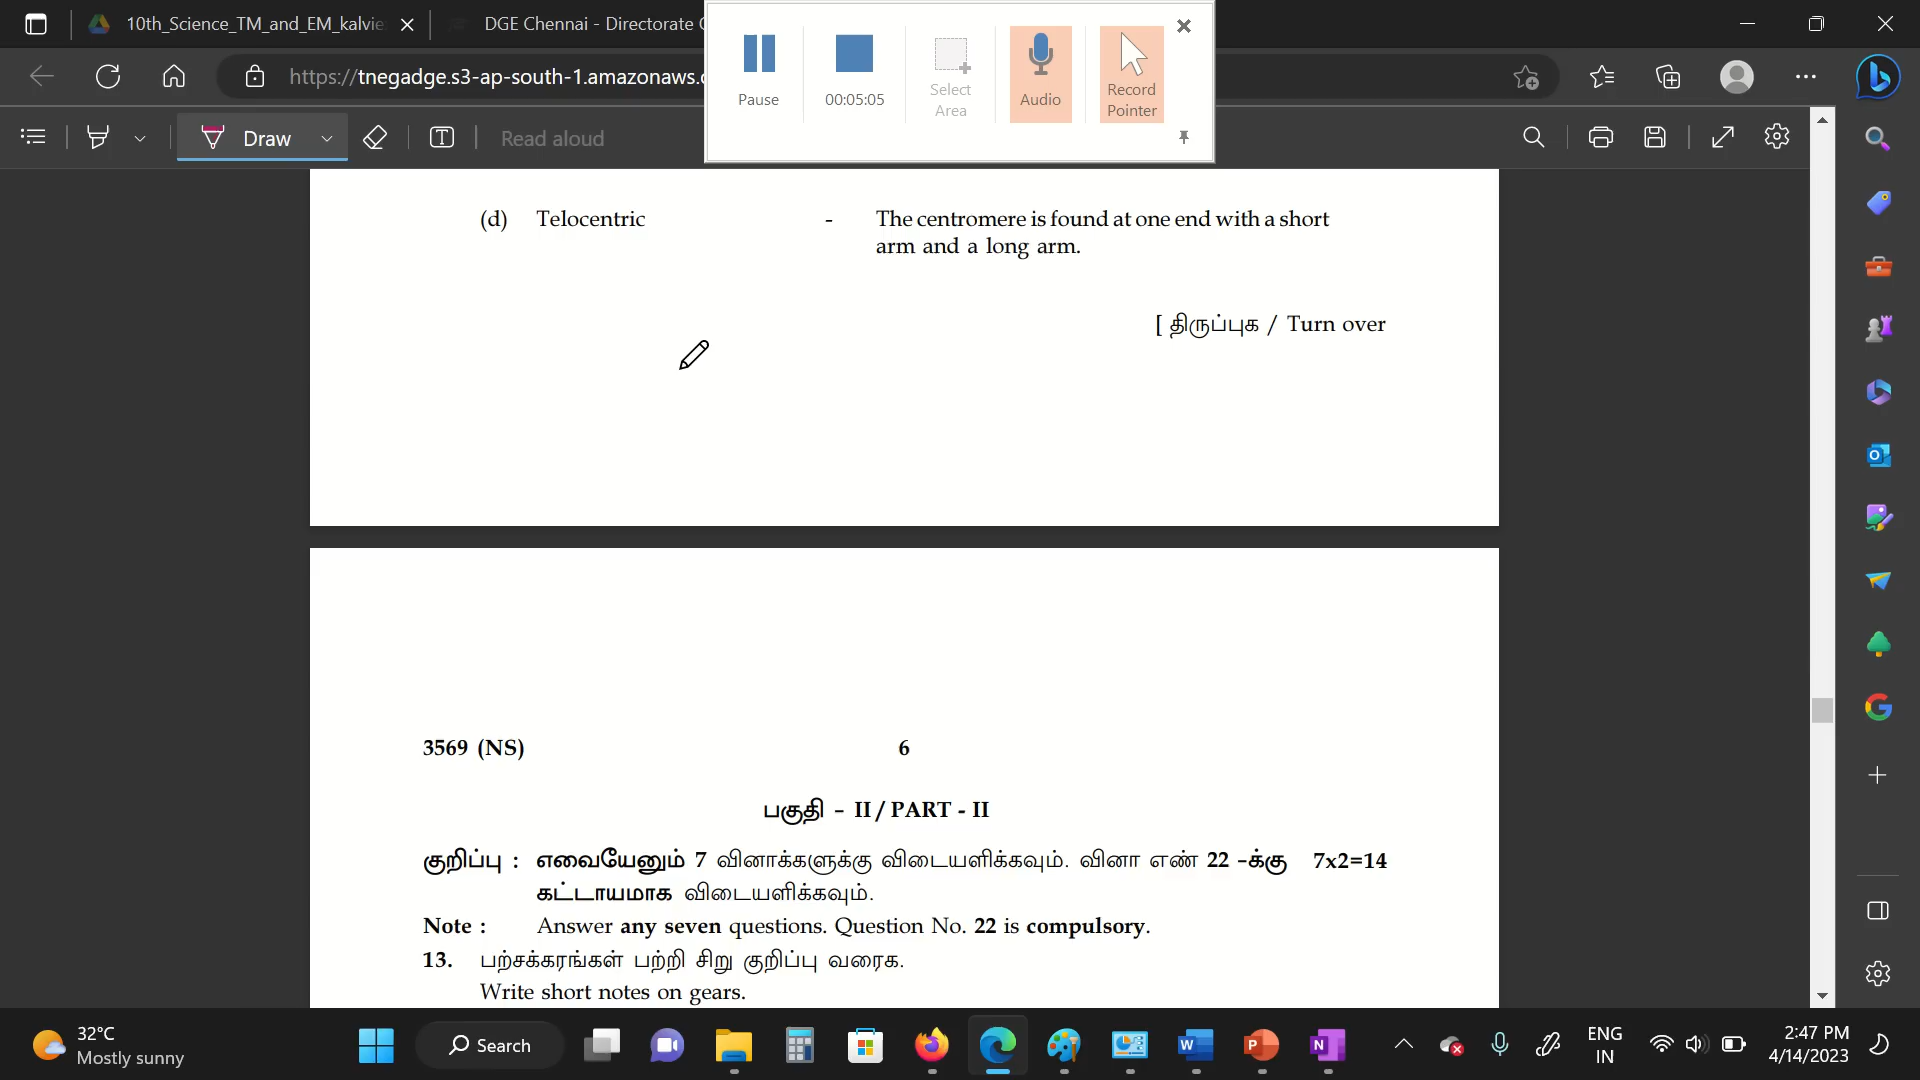 10th_Science_TM_and_EM_kalvie
DGE Chennai - Directorate
https://tnegadge.s3-ap-south-1.amazonaws.
Pause
00:05:05
Select Area
Audio
Record Pointer
Draw
Read aloud
(d) Telocentric - The centromere is found at one end with a short
arm and a long arm.
[ திருப்புக / Turn over
3569 (NS) 6
பகுதி - II / PART - II
குறிப்பு : எவையேனும் 7 வினாக்களுக்கு விடையளிக்கவும். வினா எண் 22 -க்கு 7x2=14
கட்டாயமாக விடையளிக்கவும்.
Note : Answer any seven questions. Question No. 22 is compulsory.
13. பற்சக்கரங்கள் பற்றி சிறு குறிப்பு வரைக.
Write short notes on gears.
32°C
Mostly sunny
Search
ENG
IN
2:47 PM
4/14/2023